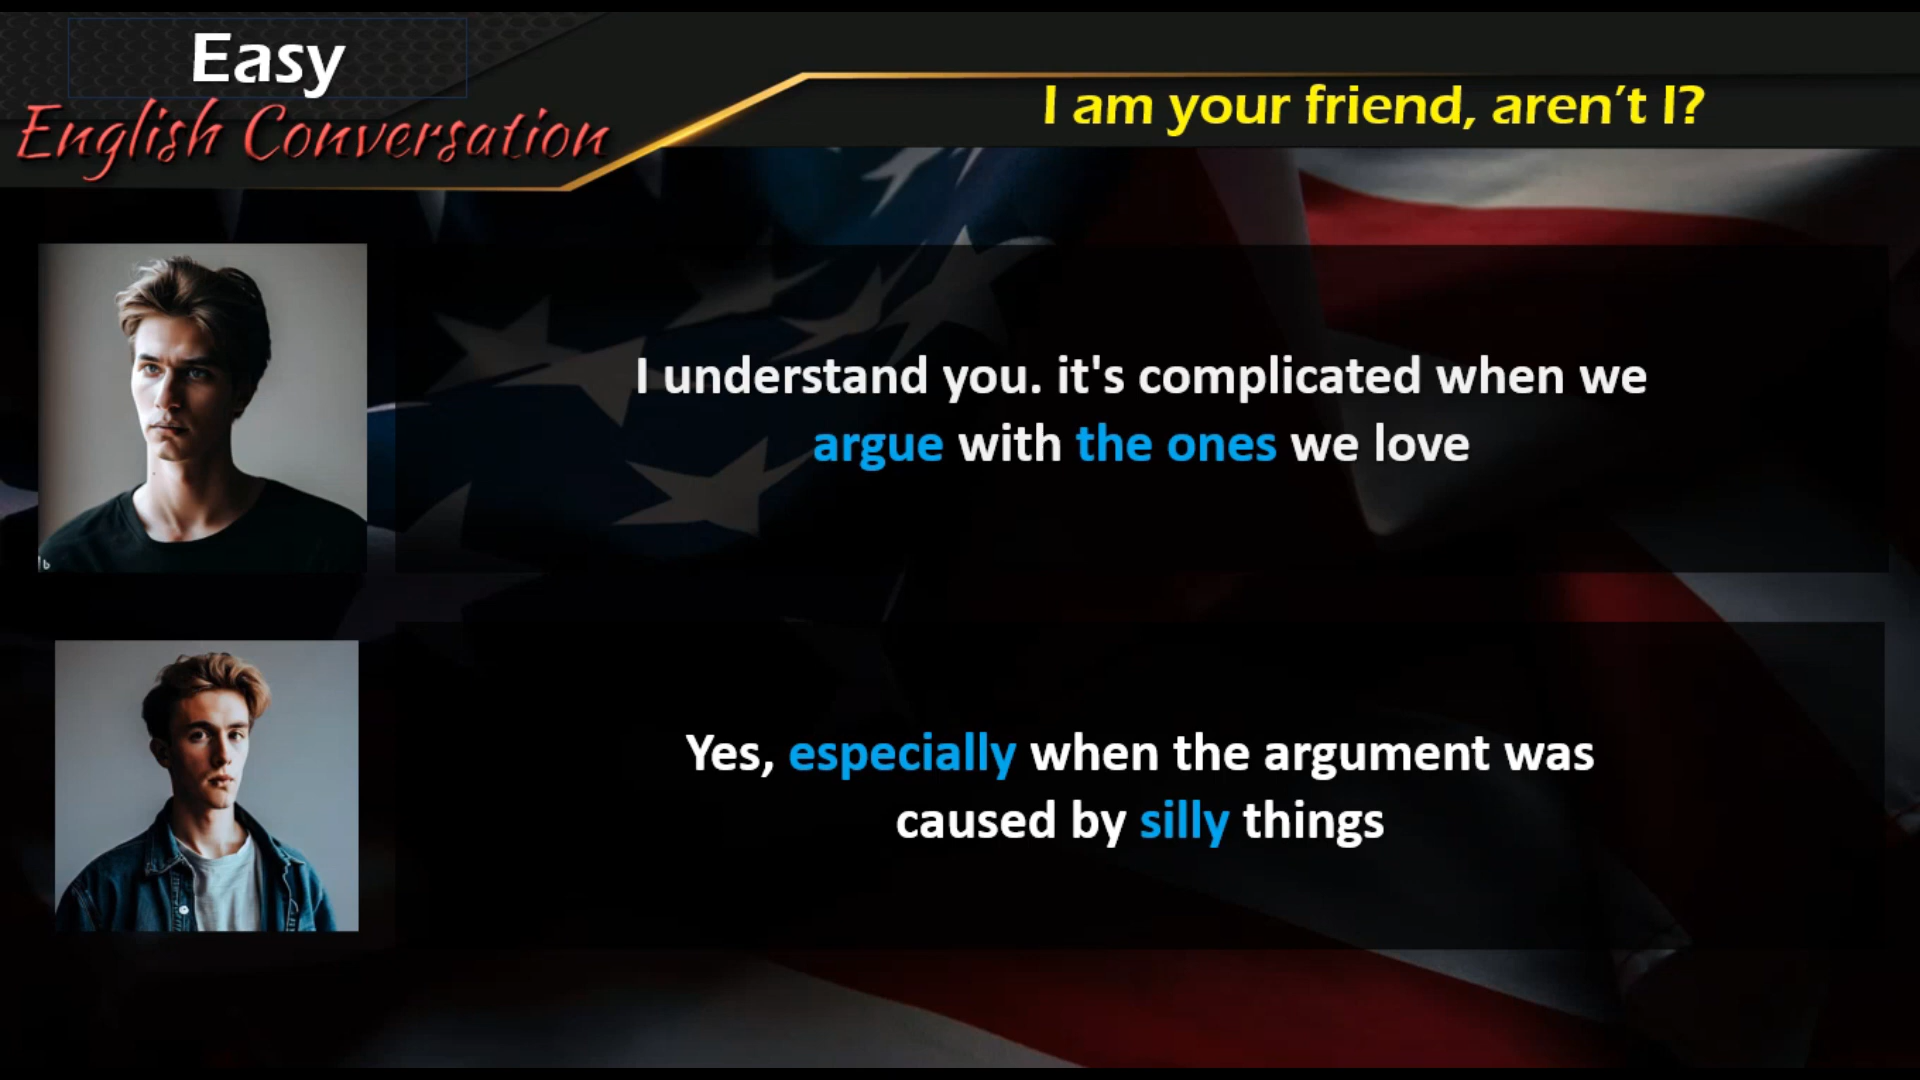 Easy
English Conversation
I am your friend, aren't I?
I understand you. it's complicated when we
argue with the ones we love
Yes, especially when the argument was
caused by silly things